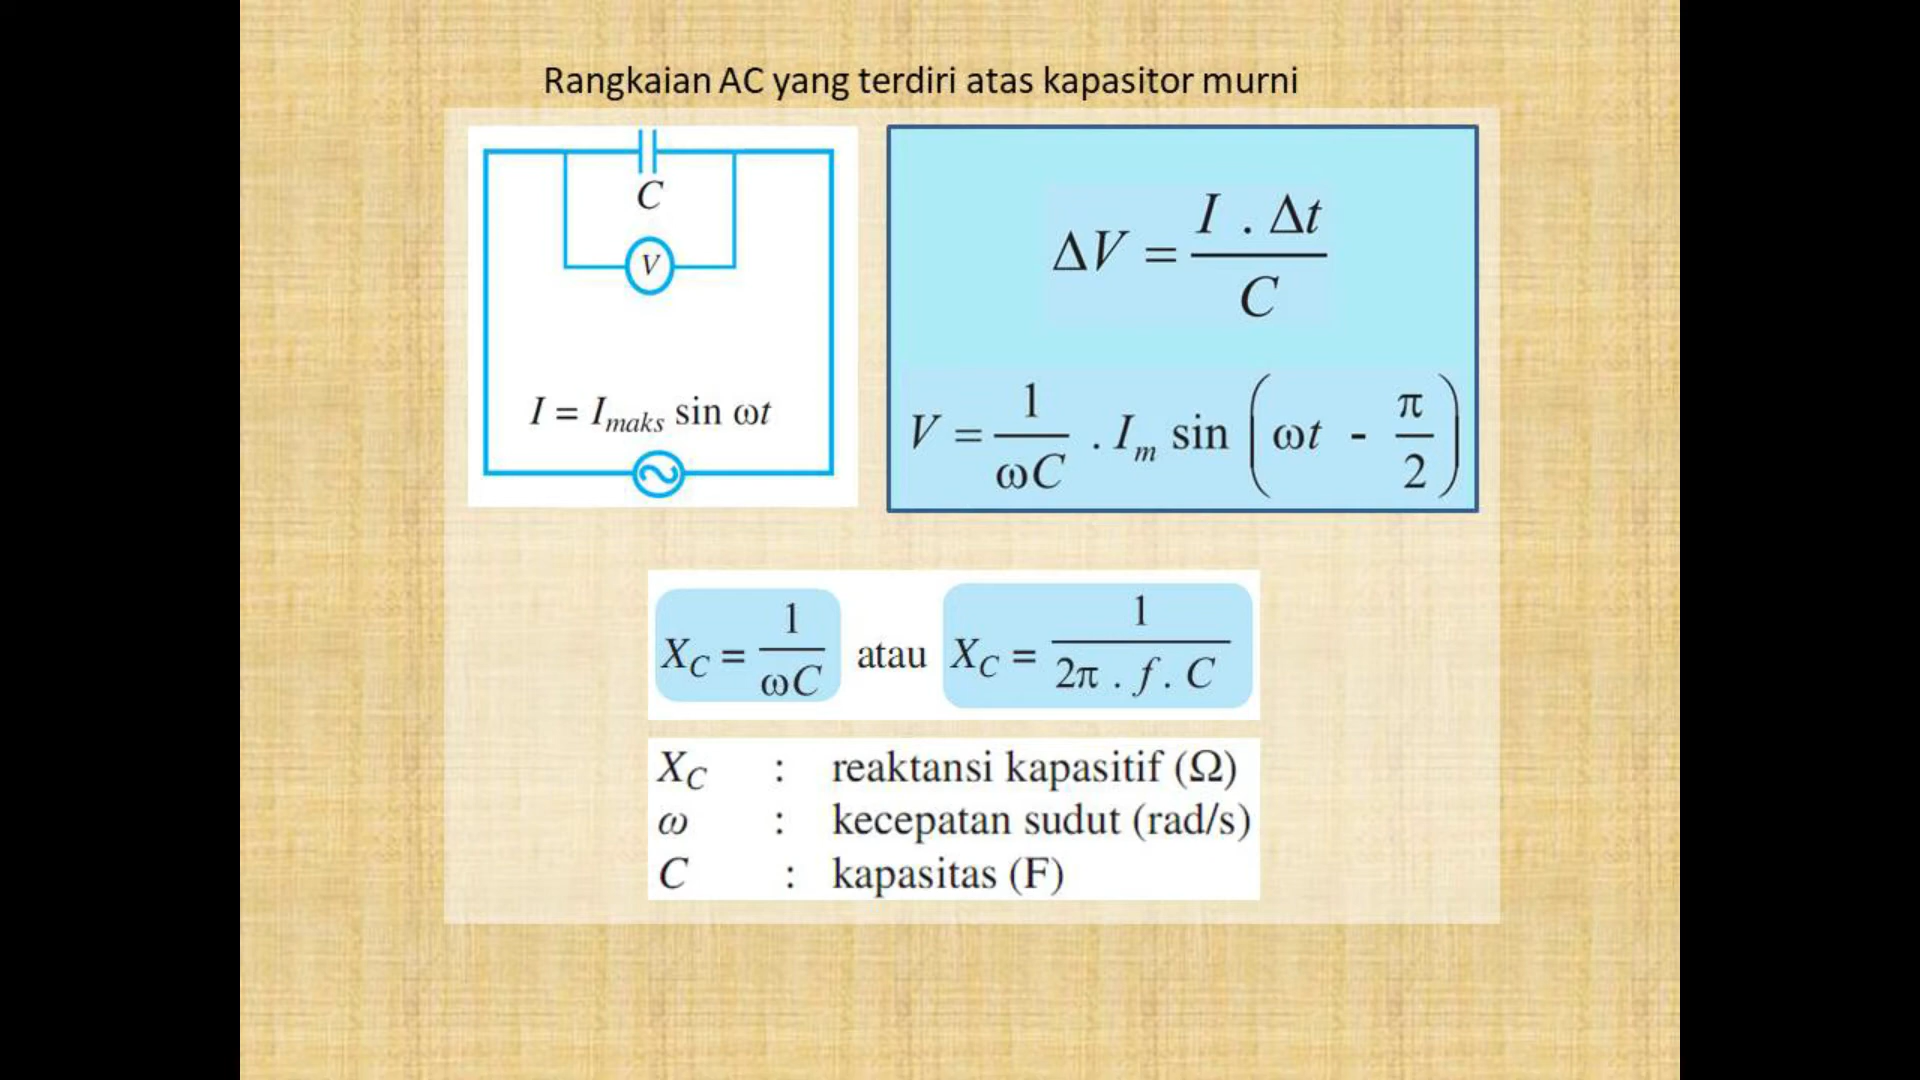 Rangkaian AC yang terdiri atas kapasitor murni
C
V
I = I_maks sin ωt
ΔV = I . Δt / C
V = 1/ωC . I_m sin (ωt - π/2)
X_C = 1/ωC atau X_C = 1/2π . f . C
X_C : reaktansi kapasitif (Ω)
ω : kecepatan sudut (rad/s)
C : kapasitas (F)